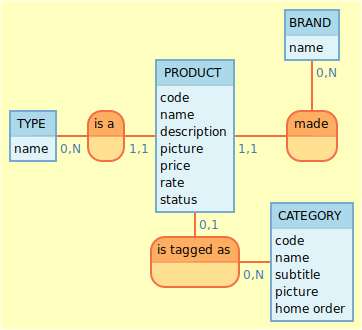 BRAND
name
0,N
PRODUCT
code
name
description
picture
price
rate
status
TYPE
name
0,N
is a
1,1
1,1
made
0,1
is tagged as
0,N
CATEGORY
code
name
subtitle
picture
home order